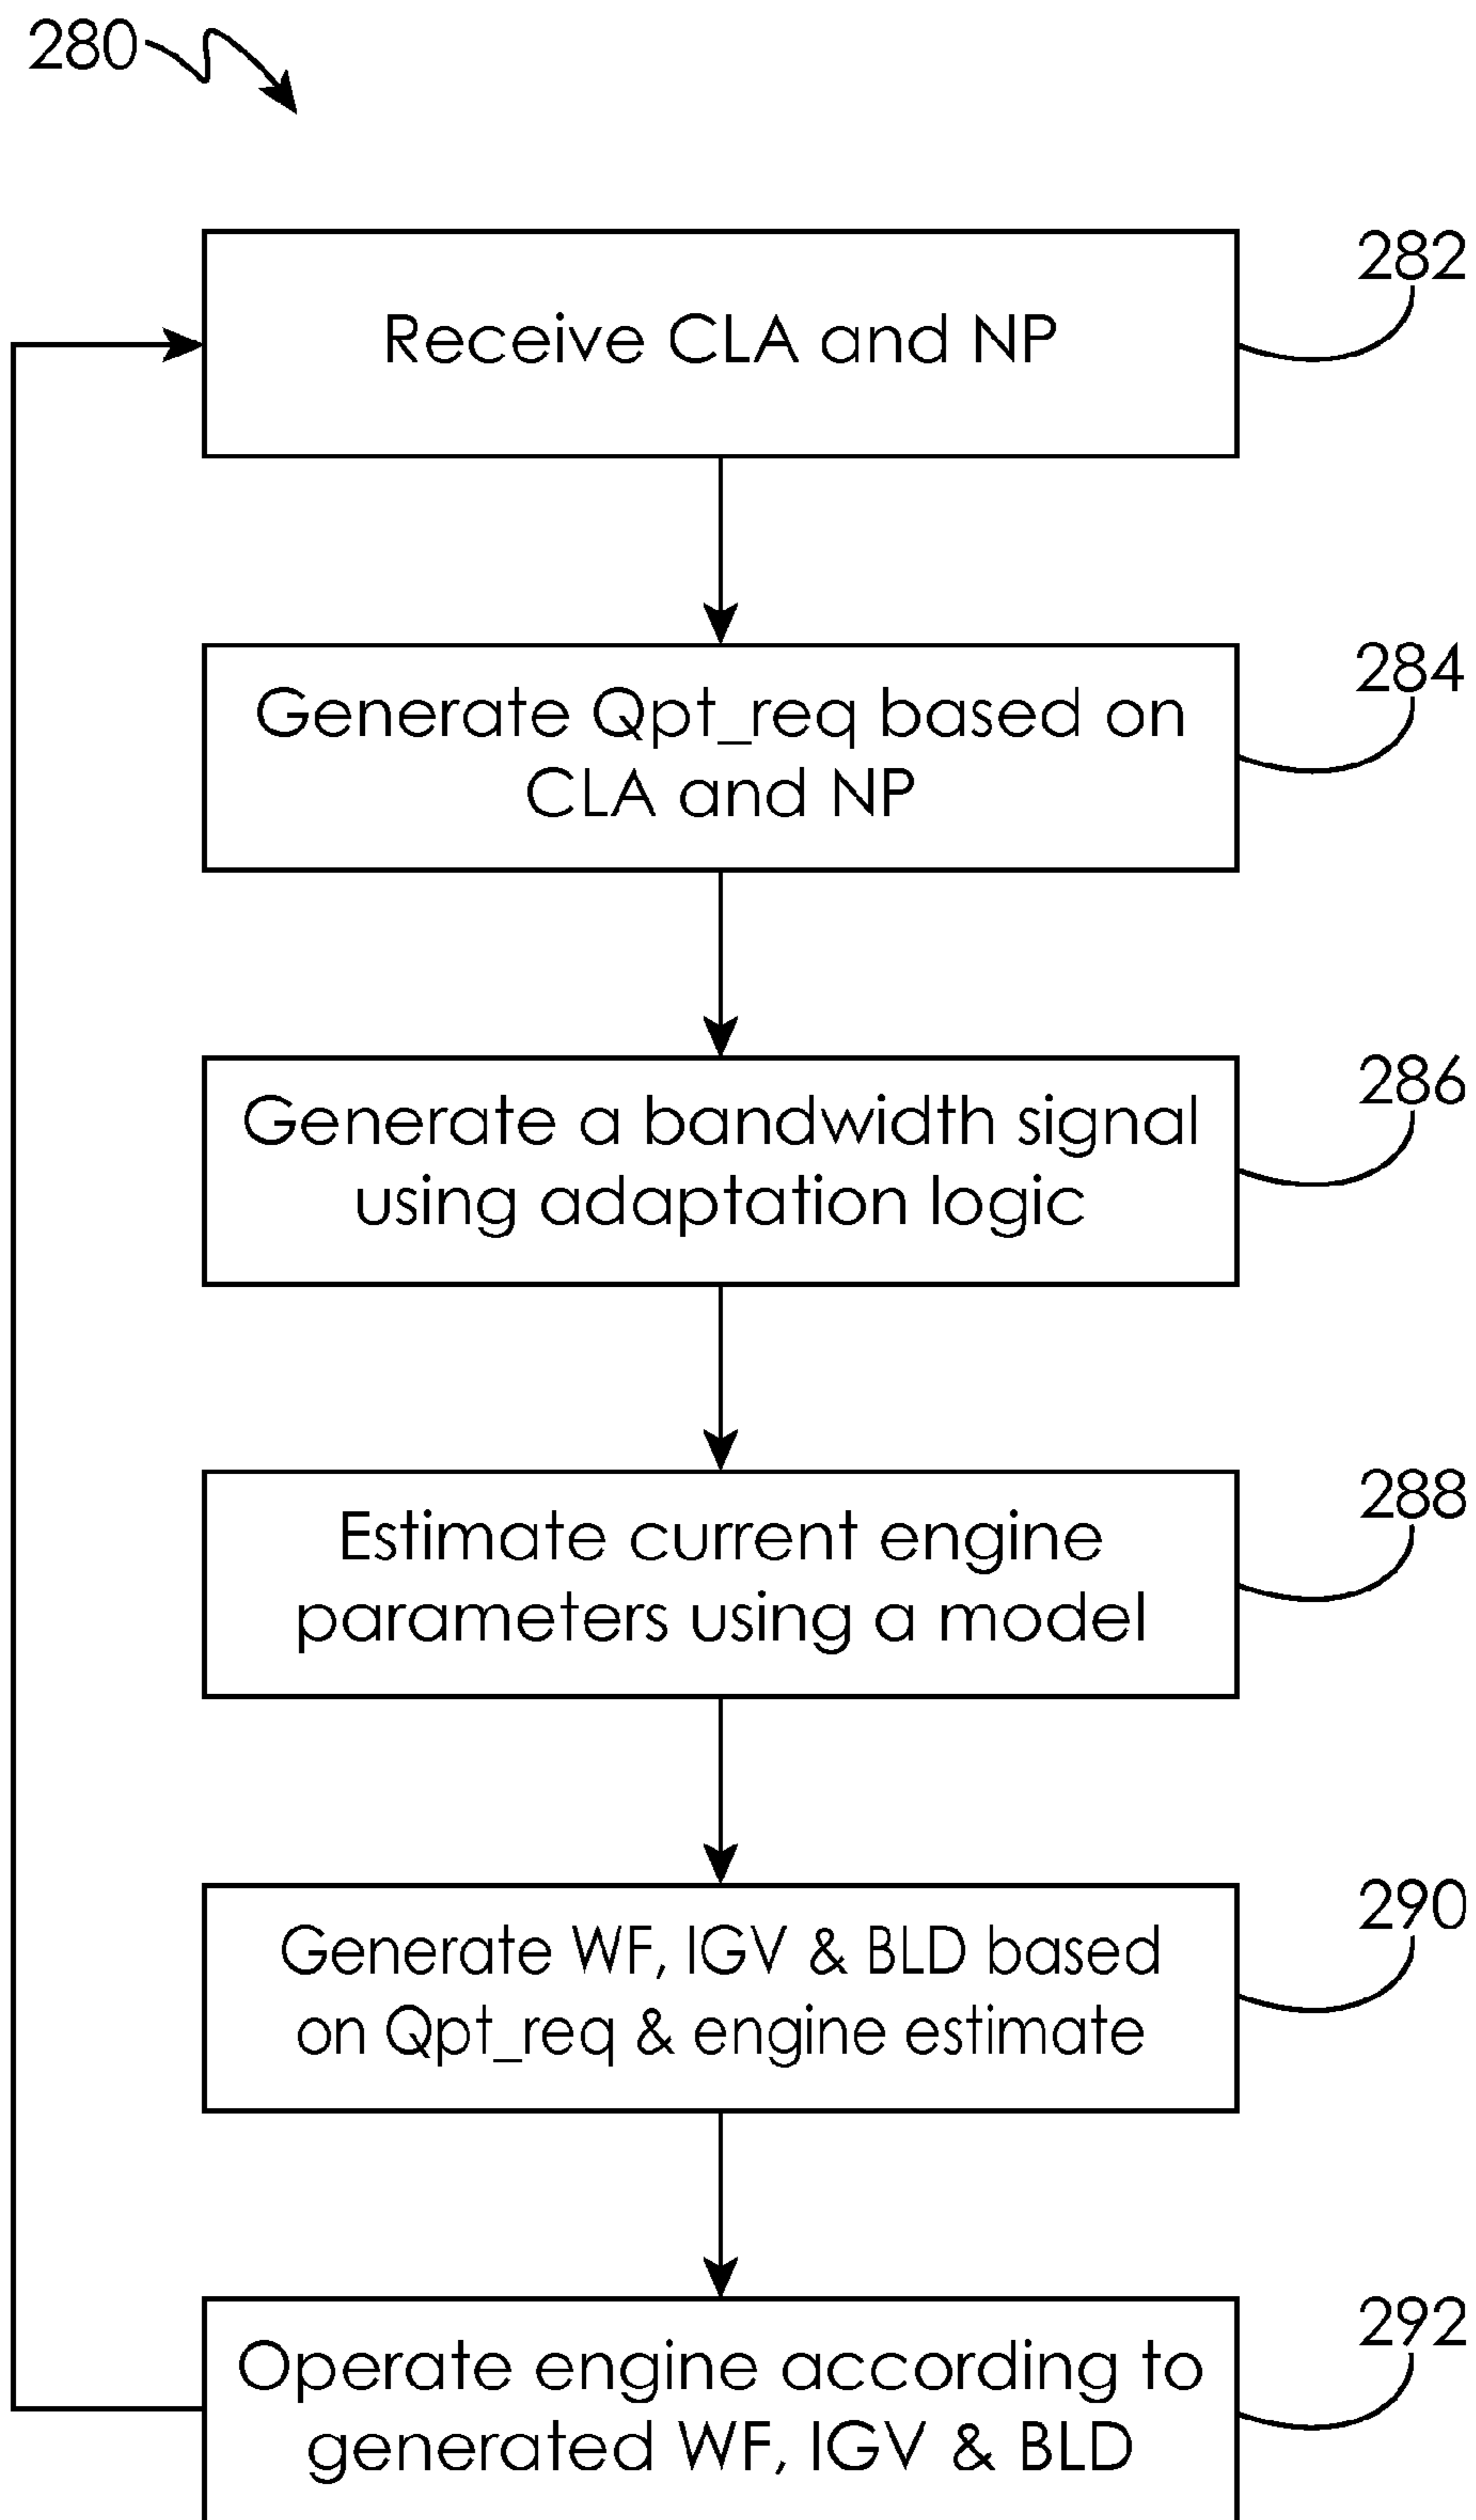 280
282
Receive CLA and NP
284
Generate Qpt_req based on
CLA and NP
286
Generate a bandwidth signal
using adaptation logic
288
Estimate current engine
parameters using a model
290
Generate WF, IGV & BLD based
on Qpt_req & engine estimate
292
Operate engine according to
generated WF, IGV & BLD